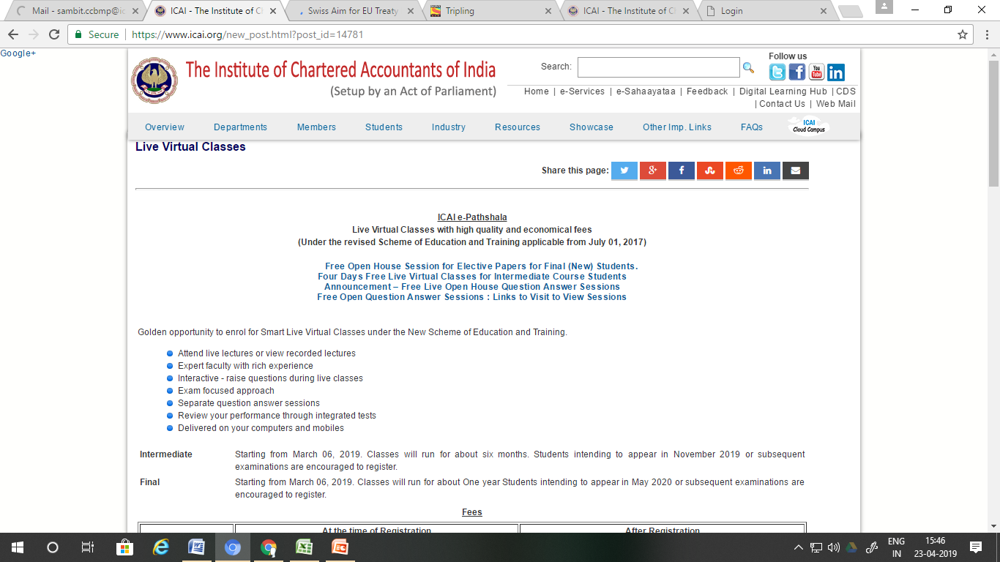 Mail - sambit.ccbmp@ic
ICAI - The Institute of C
Swiss Aim for EU Treaty
Tripling
ICAI - The Institute of C
Login
Secure
https://www.icai.org/new_post.html?post_id=14781
Google+
The Institute of Chartered Accountants of India
(Setup by an Act of Parliament)
Search:
Follow us
Home | e-Services | e-Sahaayataa | Feedback | Digital Learning Hub | CDS
| Contact Us | Web Mail
Overview Departments Members Students Industry Resources Showcase Other Imp. Links FAQs
ICAI
Cloud Campus
Live Virtual Classes
Share this page:
ICAI e-Pathshala
Live Virtual Classes with high quality and economical fees
(Under the revised Scheme of Education and Training applicable from July 01, 2017)
Free Open House Session for Elective Papers for Final (New) Students.
Four Days Free Live Virtual Classes for Intermediate Course Students
Announcement – Free Live Open House Question Answer Sessions
Free Open Question Answer Sessions : Links to Visit to View Sessions
Golden opportunity to enrol for Smart Live Virtual Classes under the New Scheme of Education and Training.
Attend live lectures or view recorded lectures
Expert faculty with rich experience
Interactive - raise questions during live classes
Exam focused approach
Separate question answer sessions
Review your performance through integrated tests
Delivered on your computers and mobiles
Intermediate Starting from March 06, 2019. Classes will run for about six months. Students intending to appear in November 2019 or subsequent
examinations are encouraged to register.
Final Starting from March 06, 2019. Classes will run for about One year Students intending to appear in May 2020 or subsequent examinations are
encouraged to register.
Fees
At the time of Registration After Registration
ENG
IN
15:46
23-04-2019